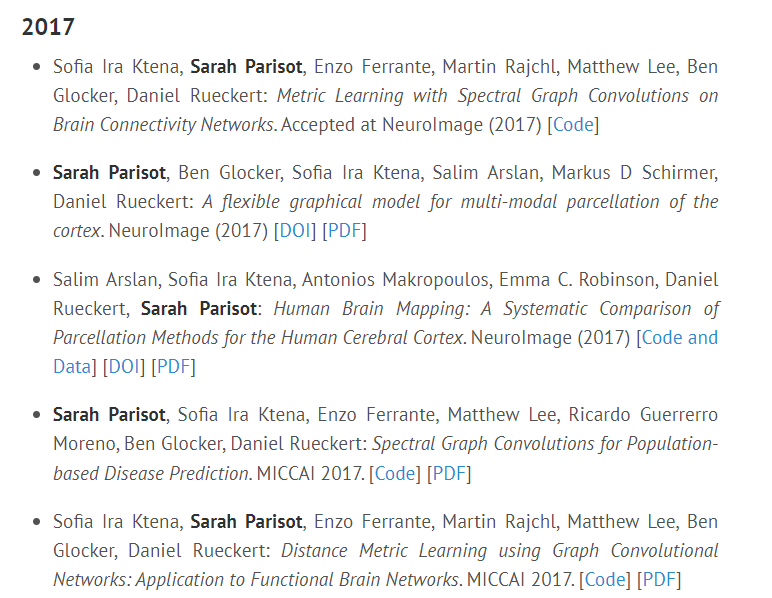 2017
Sofia Ira Ktena, Sarah Parisot, Enzo Ferrante, Martin Rajchl, Matthew Lee, Ben
Glocker, Daniel Rueckert: Metric Learning with Spectral Graph Convolutions on
Brain Connectivity Networks. Accepted at NeuroImage (2017) [Code]
Sarah Parisot, Ben Glocker, Sofia Ira Ktena, Salim Arslan, Markus D Schirmer,
Daniel Rueckert: A flexible graphical model for multi-modal parcellation of the
cortex. NeuroImage (2017) [DOI] [PDF]
Salim Arslan, Sofia Ira Ktena, Antonios Makropoulos, Emma C. Robinson, Daniel
Rueckert, Sarah Parisot: Human Brain Mapping: A Systematic Comparison of
Parcellation Methods for the Human Cerebral Cortex. NeuroImage (2017) [Code and
Data] [DOI] [PDF]
Sarah Parisot, Sofia Ira Ktena, Enzo Ferrante, Matthew Lee, Ricardo Guerrerro
Moreno, Ben Glocker, Daniel Rueckert: Spectral Graph Convolutions for Population-
based Disease Prediction. MICCAI 2017. [Code] [PDF]
Sofia Ira Ktena, Sarah Parisot, Enzo Ferrante, Martin Rajchl, Matthew Lee, Ben
Glocker, Daniel Rueckert: Distance Metric Learning using Graph Convolutional
Networks: Application to Functional Brain Networks. MICCAI 2017. [Code] [PDF]